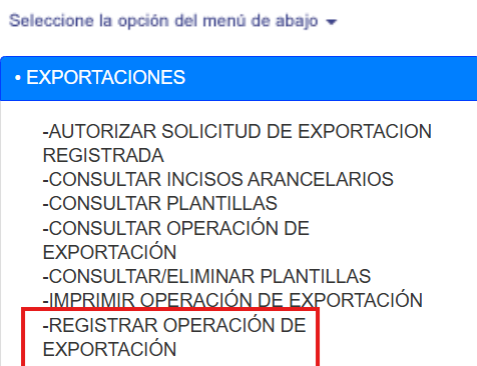 Seleccione la opción del menú de abajo
• EXPORTACIONES
-AUTORIZAR SOLICITUD DE EXPORTACION
REGISTRADA
-CONSULTAR INCISOS ARANCELARIOS
-CONSULTAR PLANTILLAS
-CONSULTAR OPERACIÓN DE
EXPORTACIÓN
-CONSULTAR/ELIMINAR PLANTILLAS
-IMPRIMIR OPERACIÓN DE EXPORTACIÓN
-REGISTRAR OPERACIÓN DE
EXPORTACIÓN